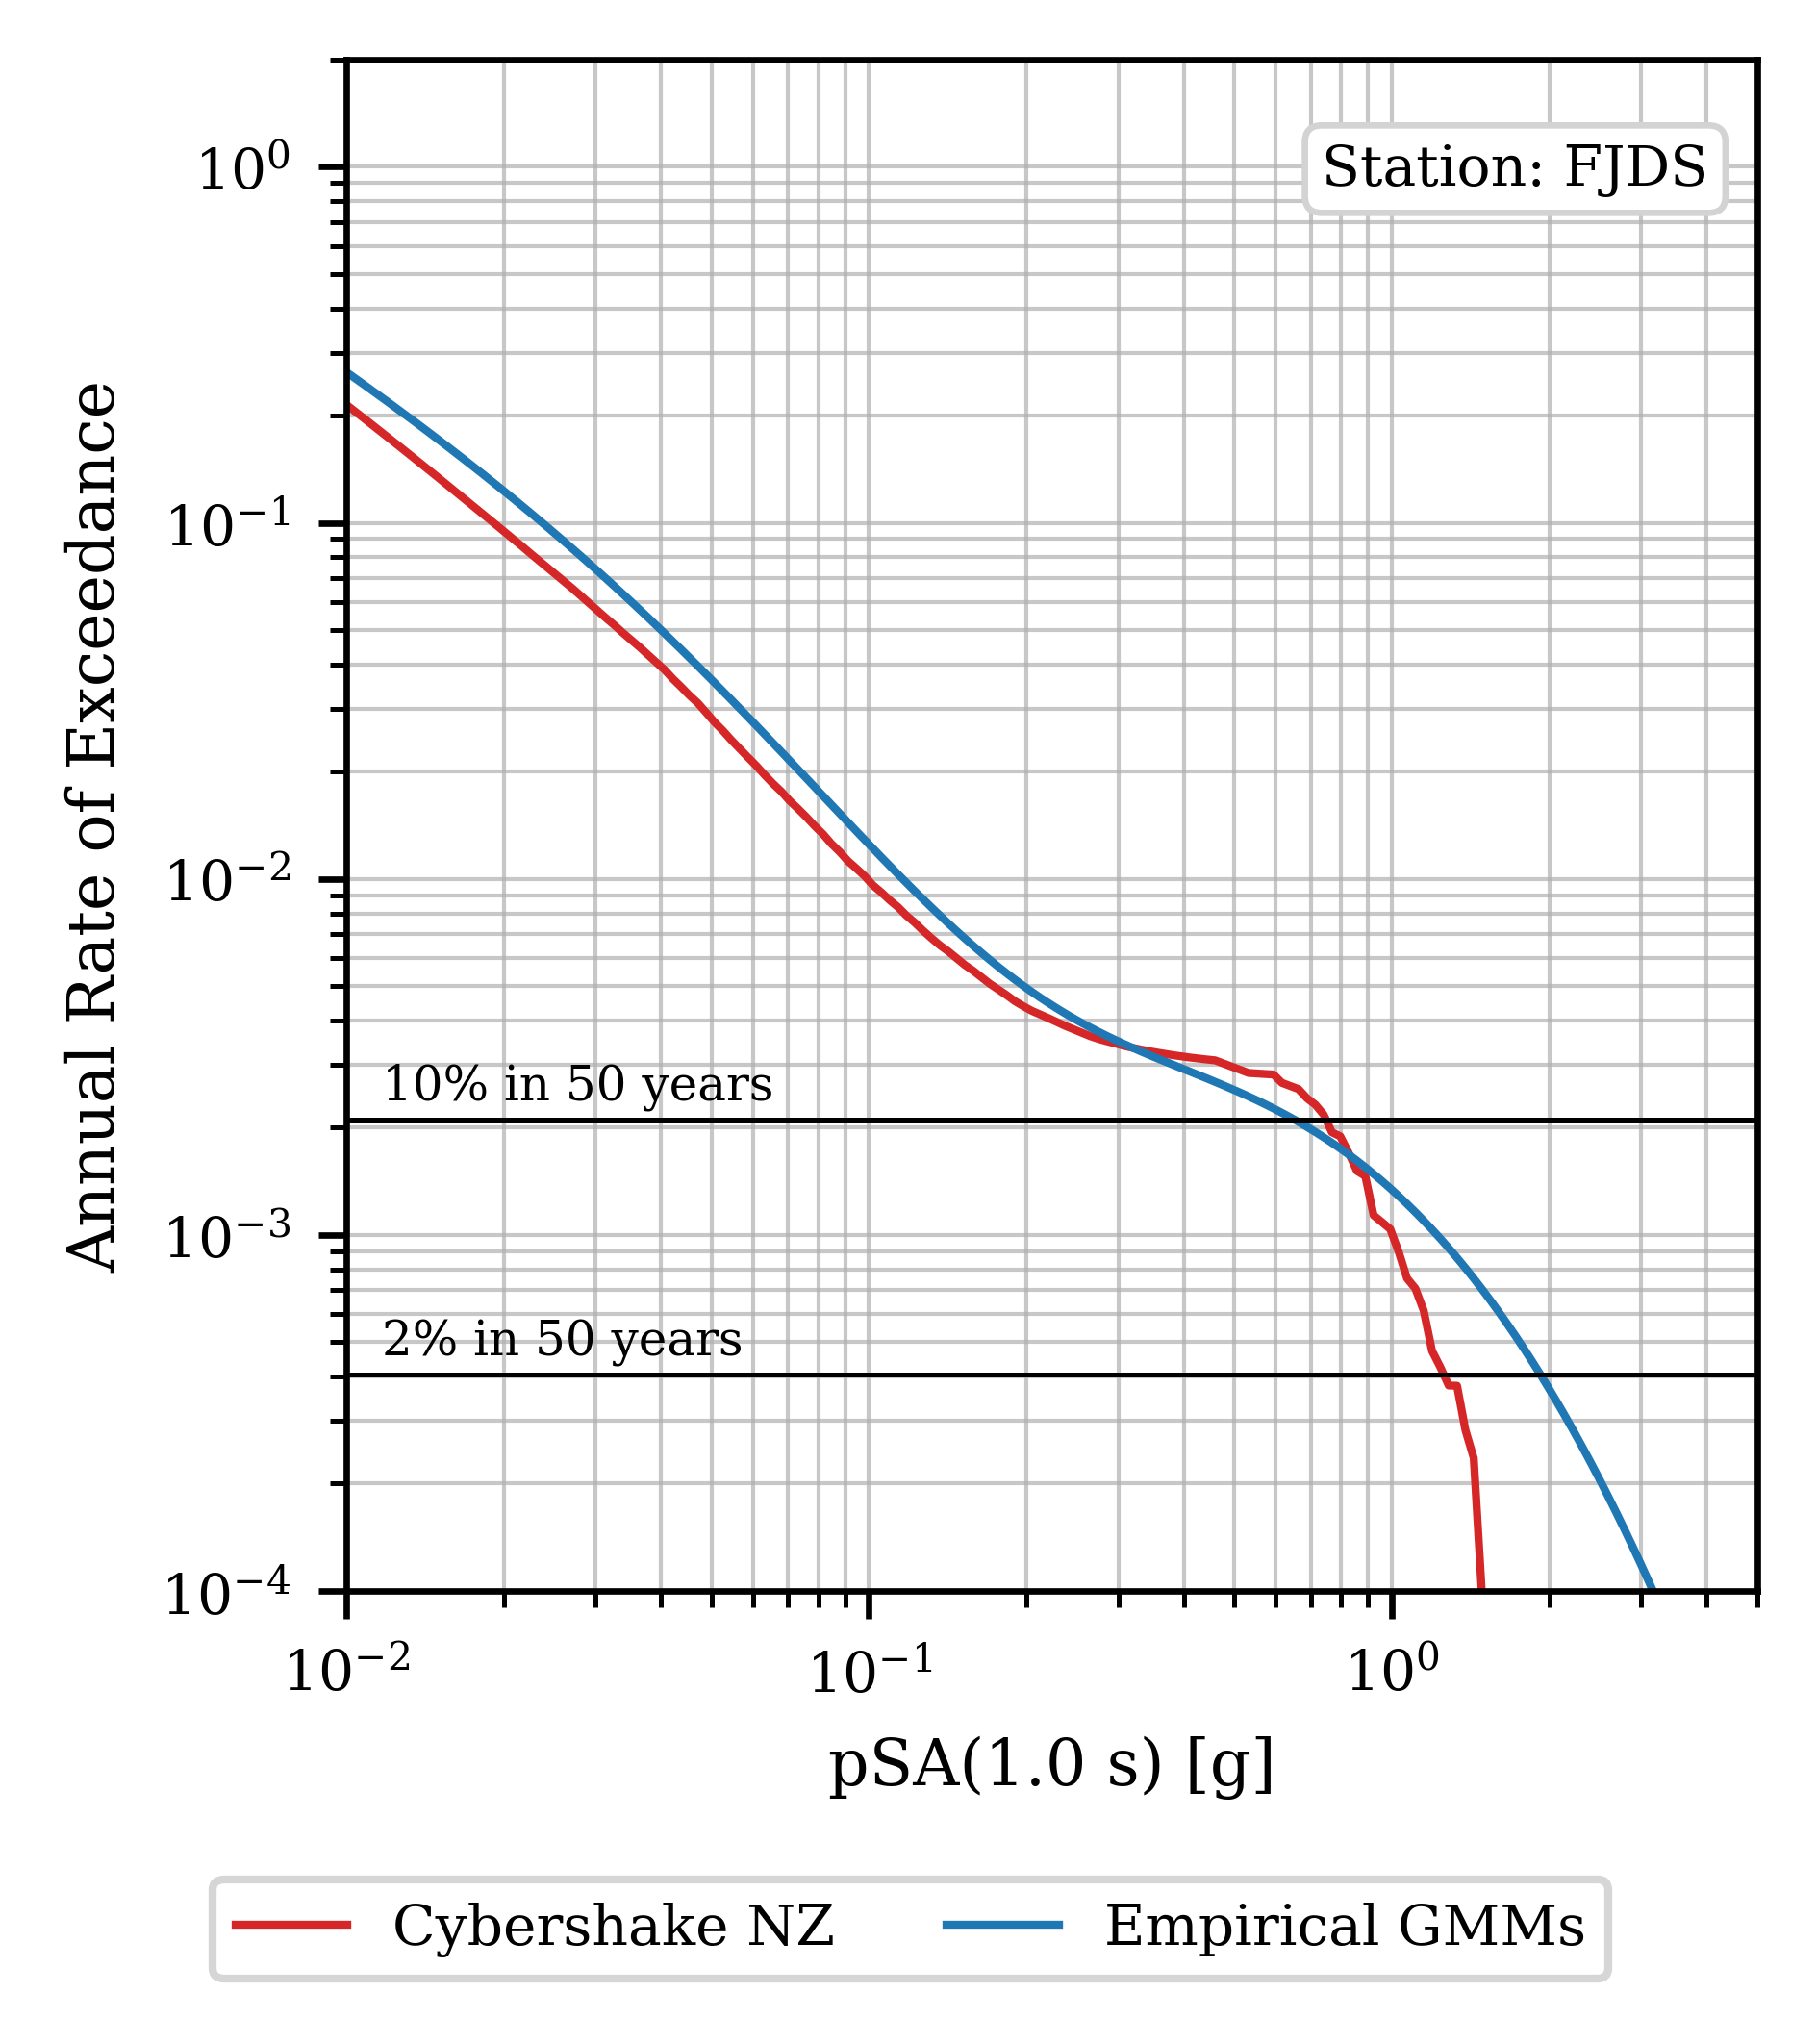 Station: FJDS
10⁰
10⁻¹
10⁻²
10⁻³
10⁻⁴
Annual Rate of Exceedance
10% in 50 years
2% in 50 years
10⁻²
10⁻¹
10⁰
pSA(1.0 s) [g]
Cybershake NZ
Empirical GMMs